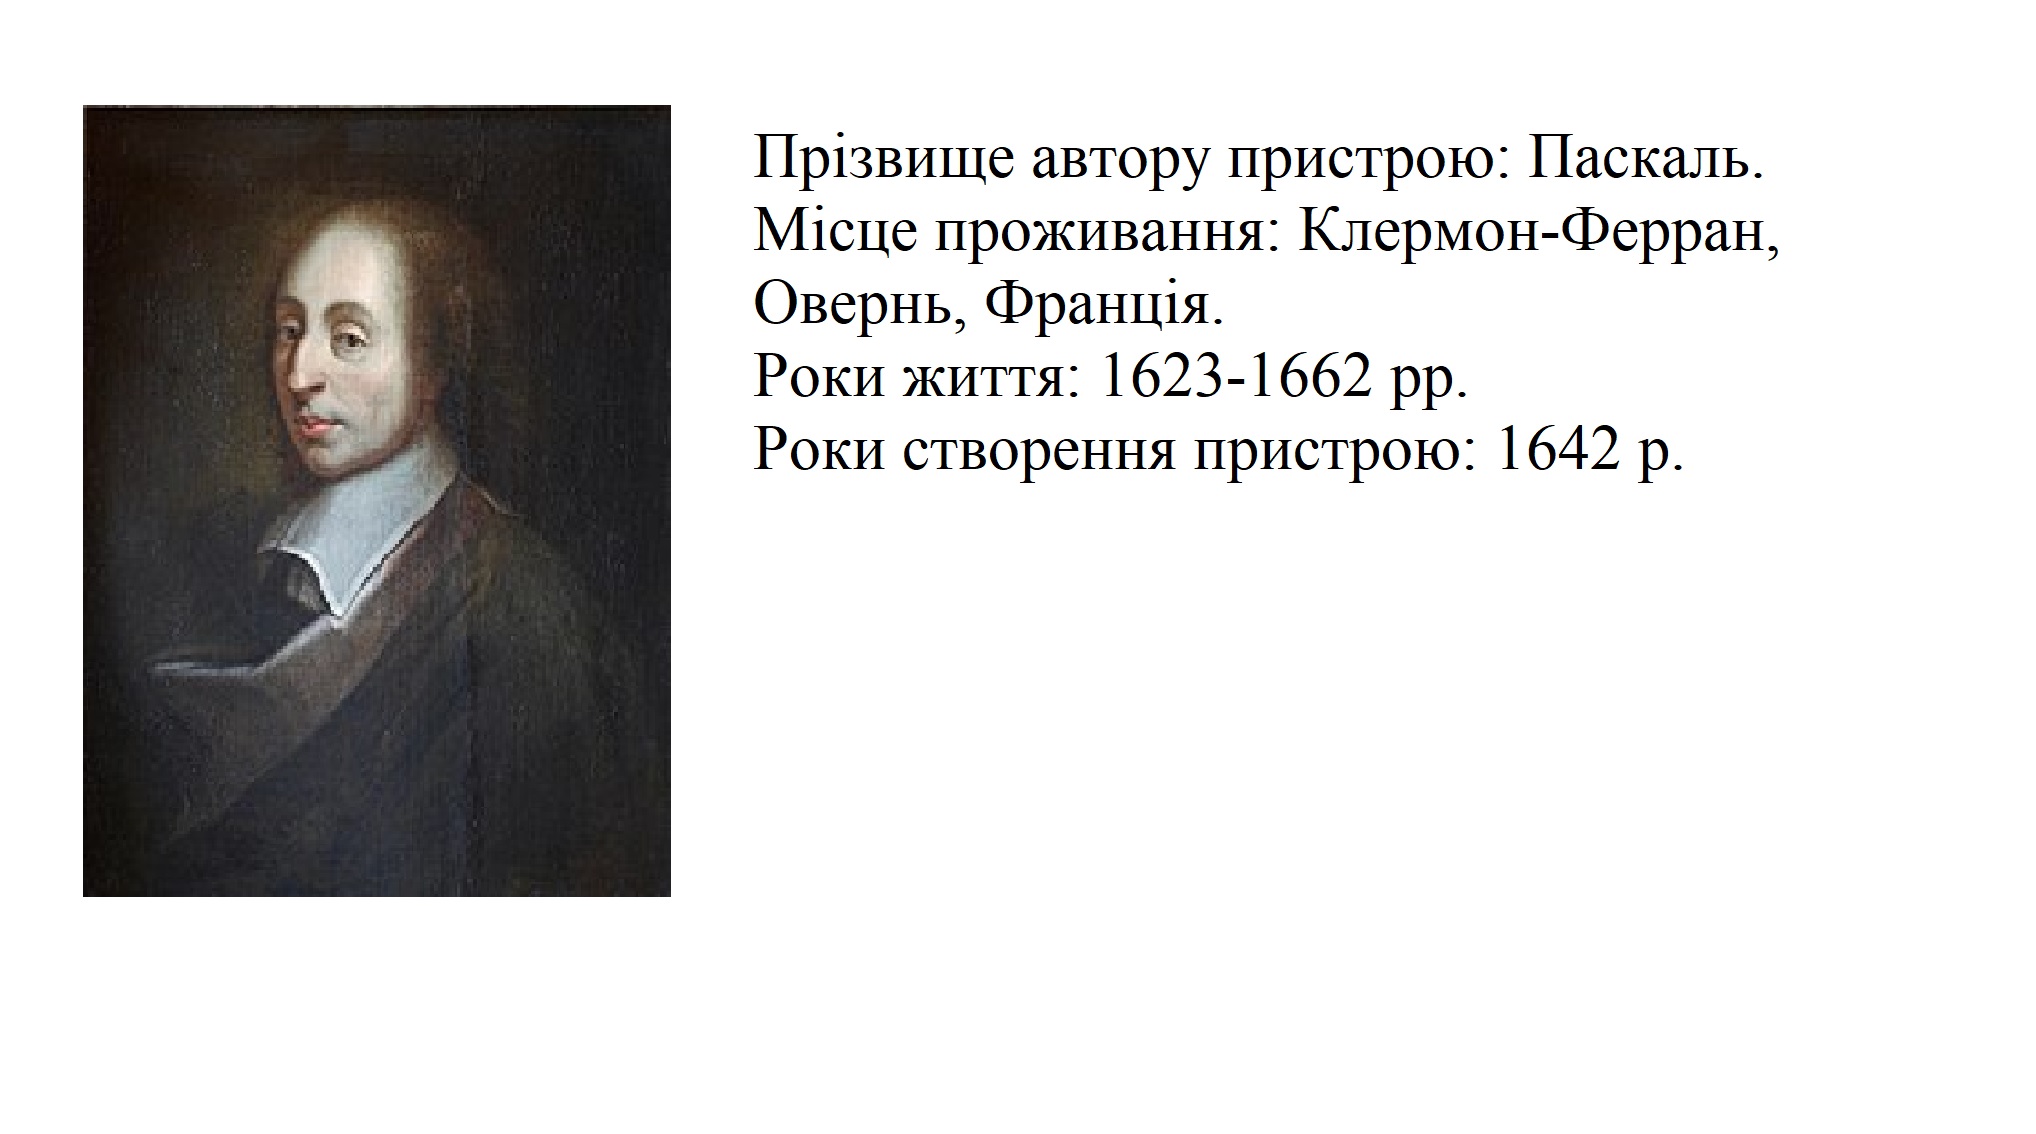 Прізвище автору пристрою: Паскаль.
Місце проживання: Клермон-Ферран,
Овернь, Франція.
Роки життя: 1623-1662 рр.
Роки створення пристрою: 1642 р.